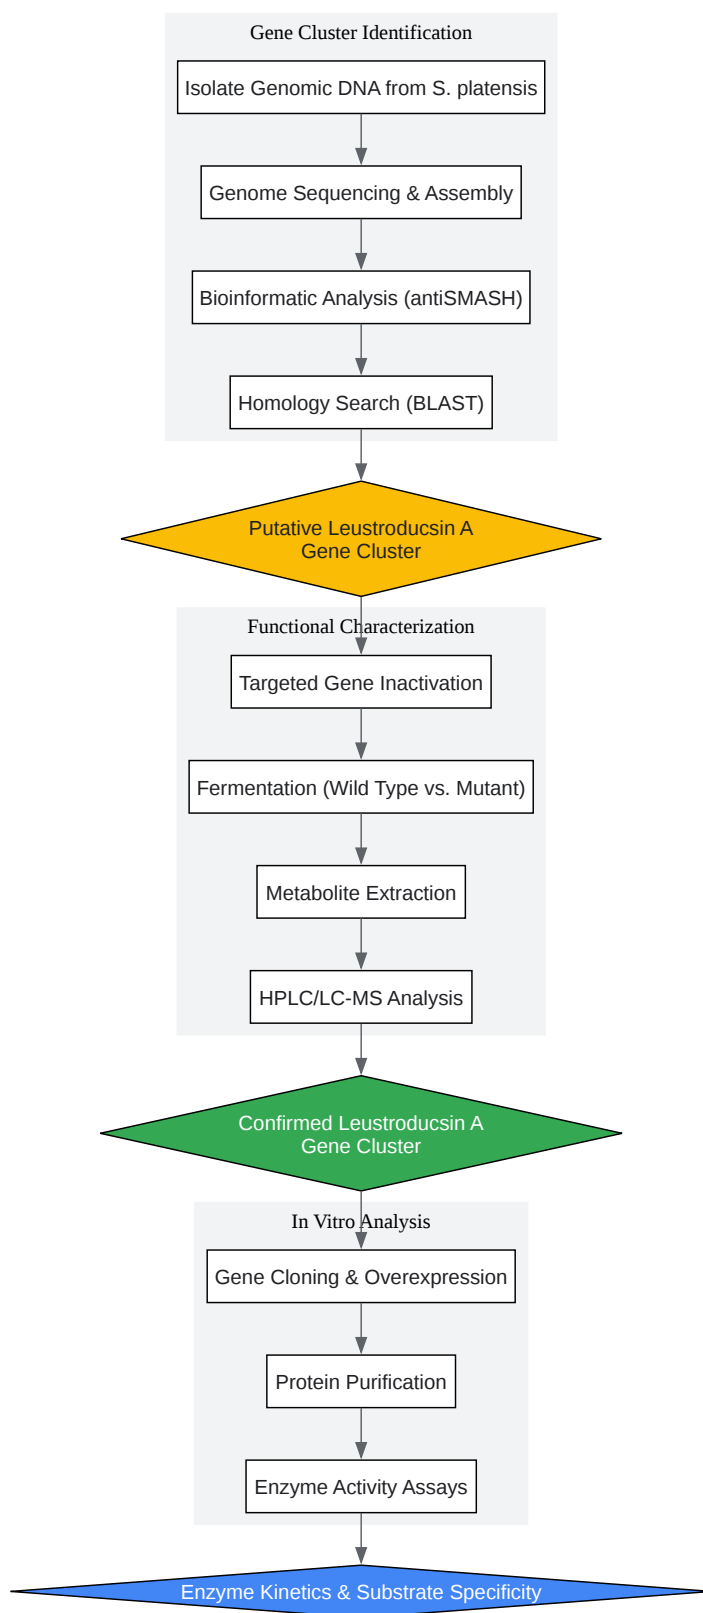 Gene Cluster Identification
Isolate Genomic DNA from S. platensis
Genome Sequencing & Assembly
Bioinformatic Analysis (antiSMASH)
Homology Search (BLAST)
Putative Leustroducsin A
Gene Cluster
Functional Characterization
Targeted Gene Inactivation
Fermentation (Wild Type vs. Mutant)
Metabolite Extraction
HPLC/LC-MS Analysis
Confirmed Leustroducsin A
Gene Cluster
In Vitro Analysis
Gene Cloning & Overexpression
Protein Purification
Enzyme Activity Assays
Enzyme Kinetics & Substrate Specificity